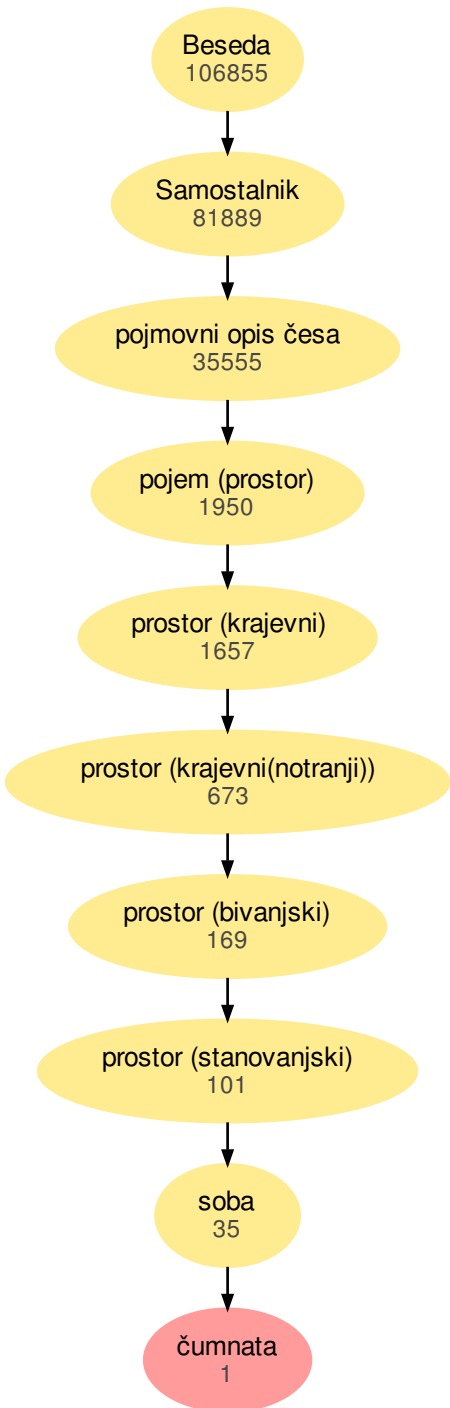 Beseda
106855
Samostalnik
81889
pojmovni opis česa
35555
pojem (prostor)
1950
prostor (krajevni)
1657
prostor (krajevni(notranji))
673
prostor (bivanjski)
169
prostor (stanovanjski)
101
soba
35
čumnata
1